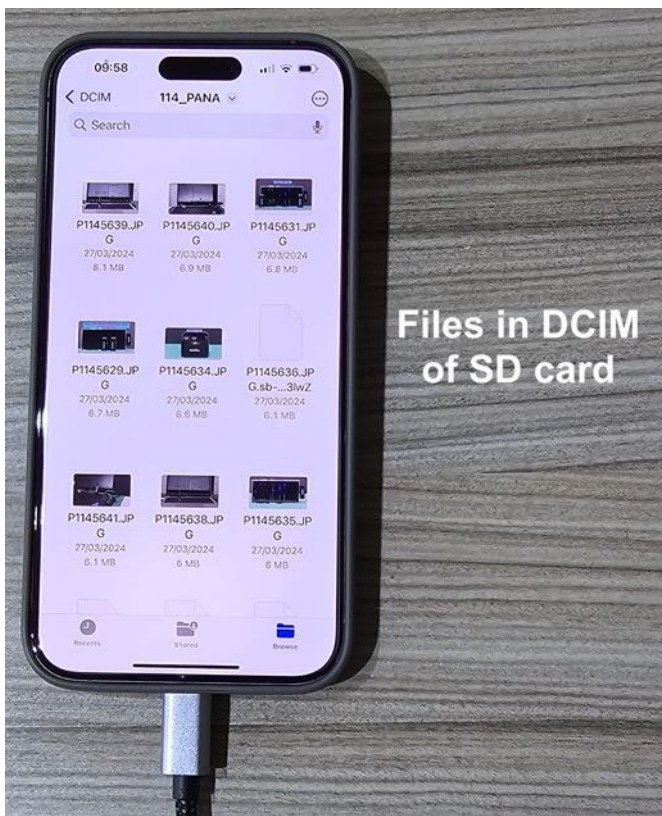 09:58
DCIM
114_PANA
Search
P1145639.JP
G
27/03/2024
8.1 MB
P1145640.JP
G
27/03/2024
6.9 MB
P1145631.JP
G
27/03/2024
6.8 MB
P1145629.JP
G
27/03/2024
6.7 MB
P1145634.JP
G
27/03/2024
6.6 MB
P1145636.JP
G.sb-...3lwZ
27/03/2024
6.1 MB
Files in DCIM
of SD card
P1145641.JP
G
27/03/2024
6.1 MB
P1145638.JP
G
27/03/2024
6 MB
P1145635.JP
G
27/03/2024
6 MB
Recents
Shared
Browse